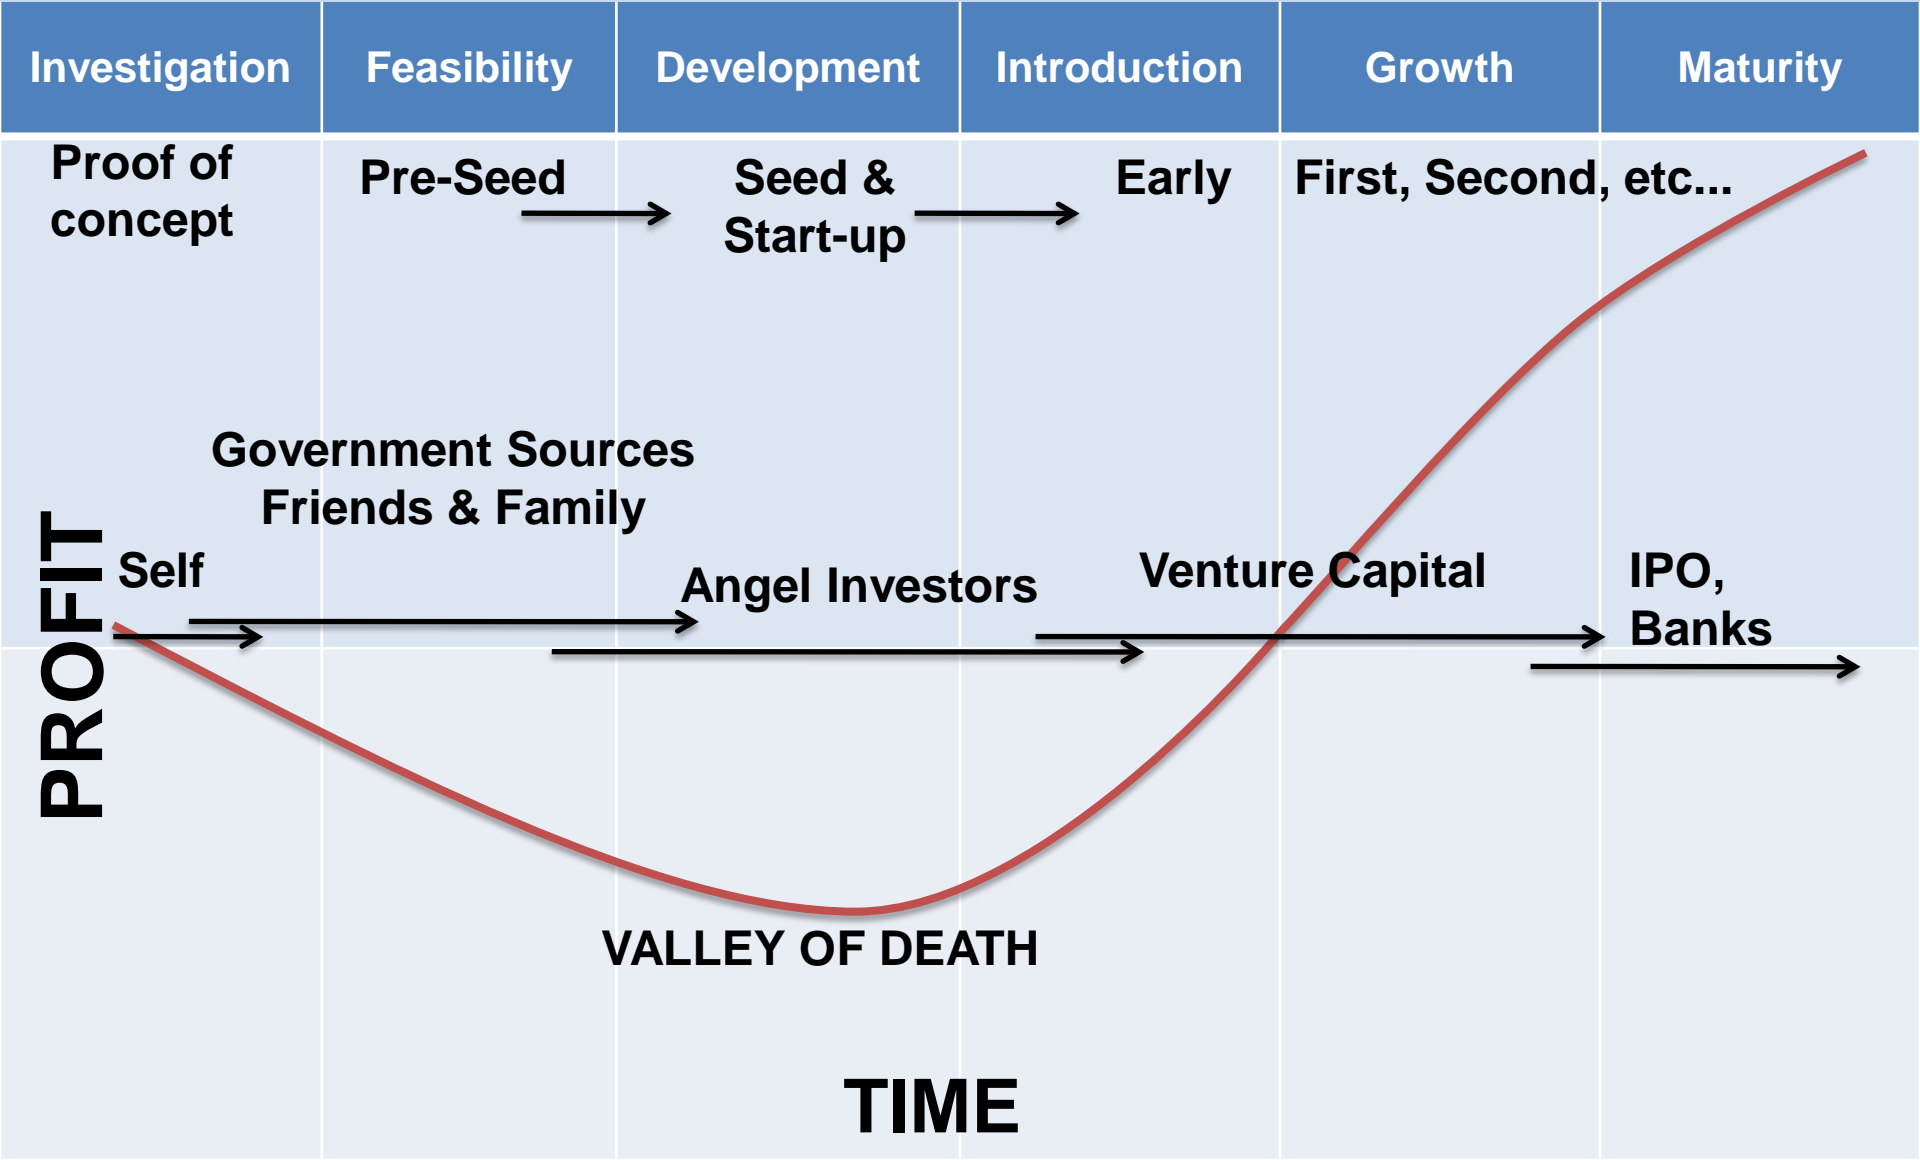 Investigation
Feasibility
Development
Introduction
Growth
Maturity
Proof of
concept
Pre-Seed
Seed &
Start-up
Early
First, Second, etc...
Government Sources
Friends & Family
Self
Angel Investors
Venture Capital
IPO,
Banks
PROFIT
VALLEY OF DEATH
TIME